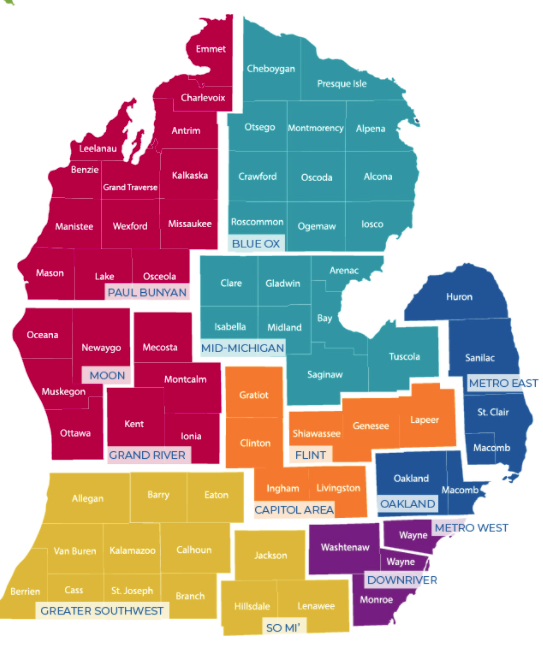 Emmet
Cheboygan
Presque Isle
Charlevoix
Antrim
Otsego
Montmorency
Alpena
Leelanau
Benzie
Grand Traverse
Kalkaska
Crawford
Oscoda
Alcona
Manistee
Wexford
Missaukee
Roscommon
Ogemaw
Iosco
BLUE OX
Mason
Lake
Osceola
PAUL BUNYAN
Clare
Gladwin
Arenac
Huron
Isabella
Midland
Bay
MID-MICHIGAN
Oceana
Newaygo
Mecosta
MOON
Tuscola
Sanilac
METRO EAST
Saginaw
Muskegon
Montcalm
Gratiot
Ottawa
Kent
Ionia
GRAND RIVER
Clinton
Shiawassee
Genesee
Lapeer
FLINT
St. Clair
Macomb
Ingham
Livingston
CAPITOL AREA
Oakland
Macomb
OAKLAND
Allegan
Barry
Eaton
Wayne
METRO WEST
Van Buren
Kalamazoo
Calhoun
Jackson
Washtenaw
Wayne
DOWNRIVER
Berrien
Cass
St. Joseph
Branch
GREATER SOUTHWEST
Hillsdale
Lenawee
Monroe
SO MI'